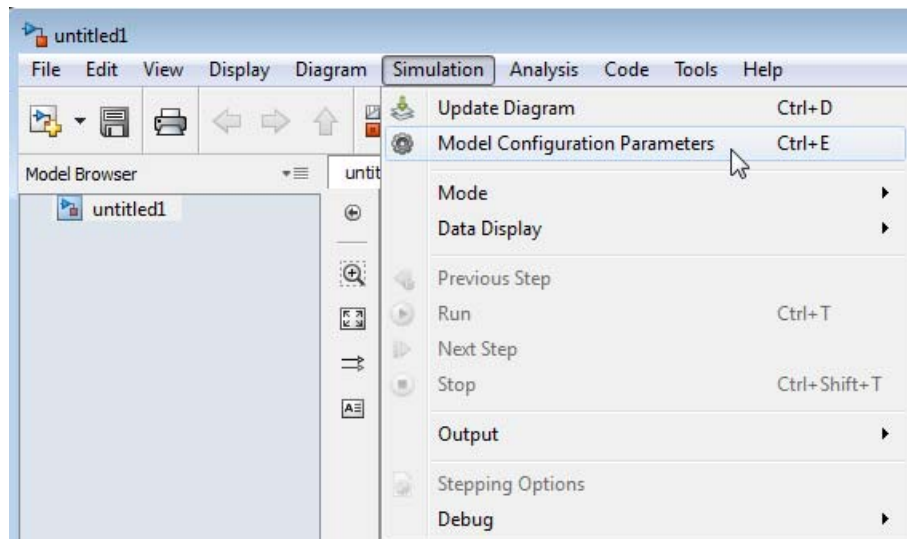 untitled1
File Edit View Display Diagram Simulation Analysis Code Tools Help
Update Diagram Ctrl+D
Model Configuration Parameters Ctrl+E
Model Browser
untitled1
Mode
Data Display
Previous Step
Run Ctrl+T
Next Step
Stop Ctrl+Shift+T
Output
Stepping Options
Debug